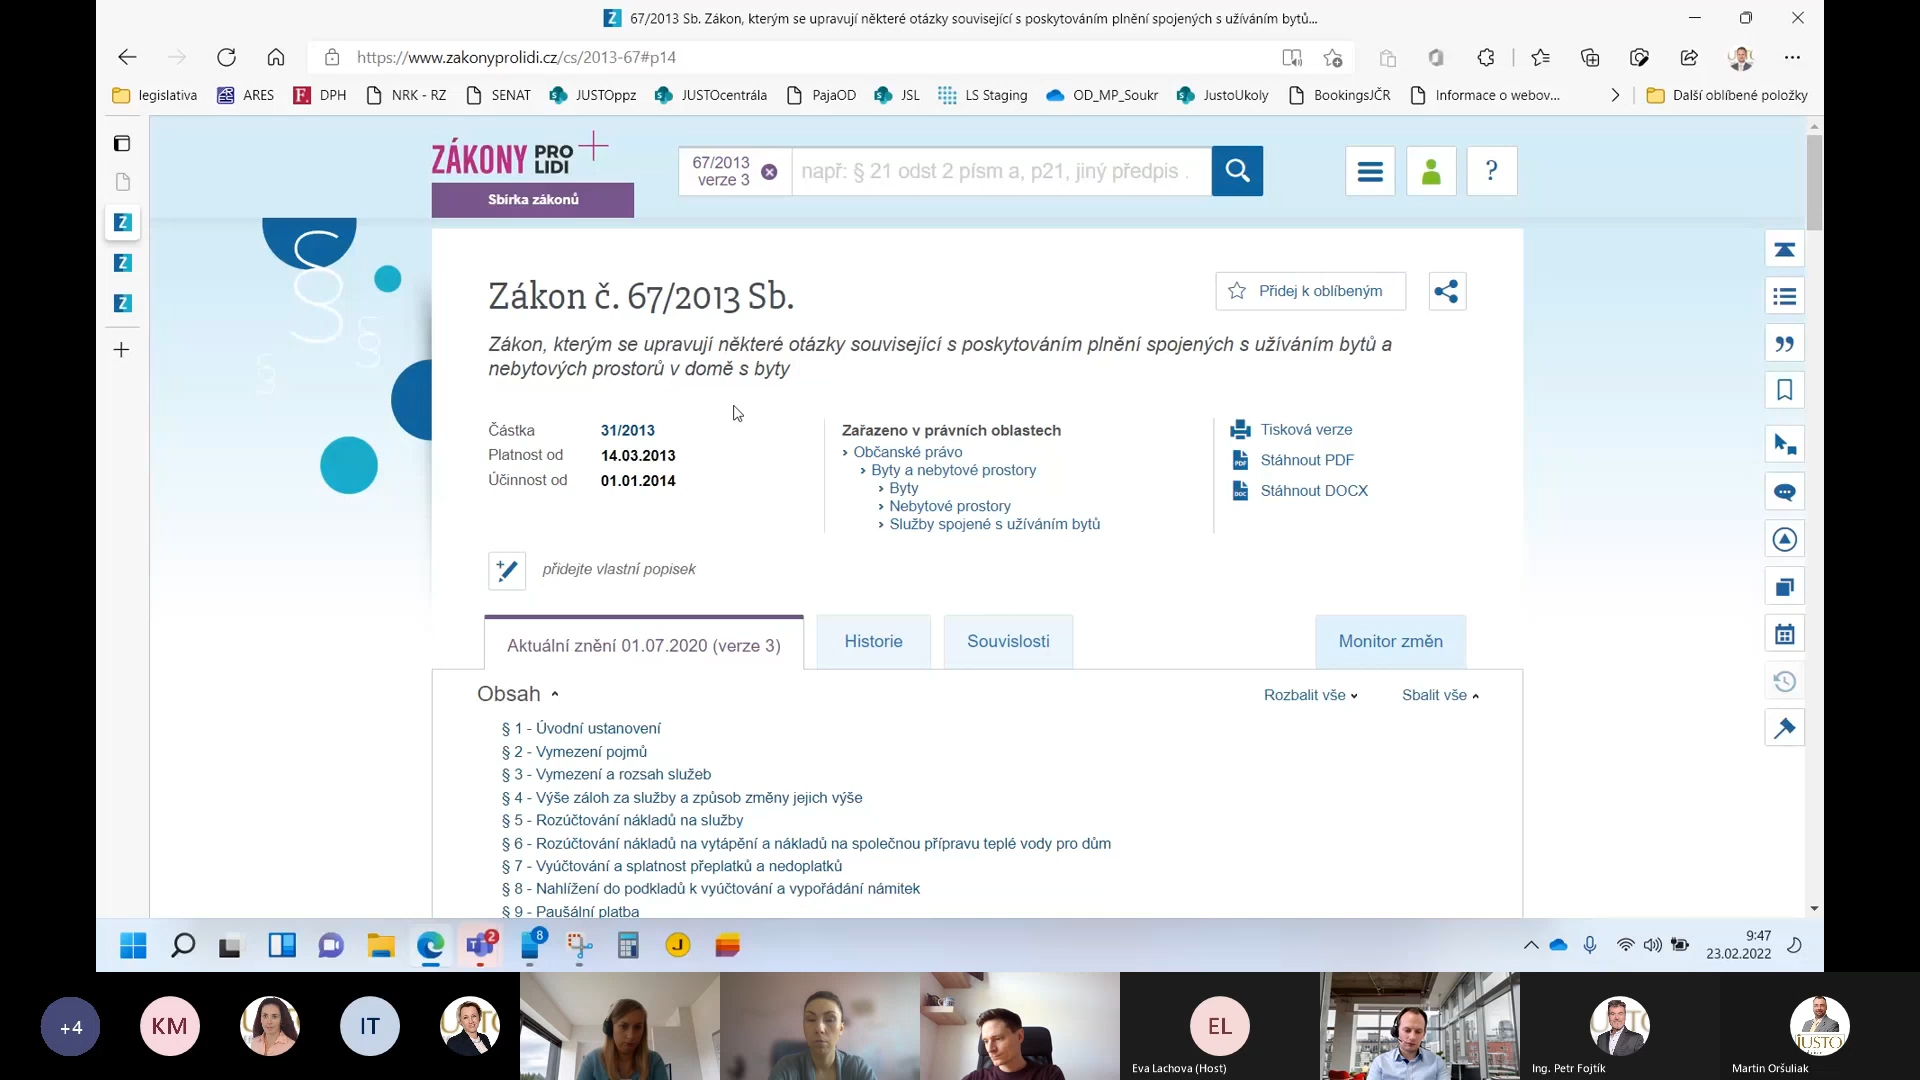 67/2013 Sb. Zákon, kterým se upravují některé otázky související s poskytováním plnění spojených s užíváním bytů...
https://www.zakonyprolidi.cz/cs/2013-67#p14
legislativa
ARES
DPH
NRK - RZ
SENAT
JUSTOppz
JUSTOcentrála
PajaOD
JSL
LS Staging
OD_MP_Soukr
JustoUkoly
BookingsJČR
Informace o webov...
Další oblíbené položky
ZÁKONY PRO LIDI
Sbírka zákonů
67/2013
verze 3
např: § 21 odst 2 písm a, p21, jiný předpis .
?
Zákon č. 67/2013 Sb.
Přidej k oblíbeným
Zákon, kterým se upravují některé otázky související s poskytováním plnění spojených s užíváním bytů a
nebytových prostorů v domě s byty
Částka 31/2013
Platnost od 14.03.2013
Účinnost od 01.01.2014
Zařazeno v právních oblastech
› Občanské právo
› Byty a nebytové prostory
› Byty
› Nebytové prostory
› Služby spojené s užíváním bytů
Tisková verze
PDF Stáhnout PDF
DOC Stáhnout DOCX
přidejte vlastní popisek
Aktuální znění 01.07.2020 (verze 3)
Historie
Souvislosti
Monitor změn
Obsah
Rozbalit vše
Sbalit vše
§ 1 - Úvodní ustanovení
§ 2 - Vymezení pojmů
§ 3 - Vymezení a rozsah služeb
§ 4 - Výše záloh za služby a způsob změny jejich výše
§ 5 - Rozúčtování nákladů na služby
§ 6 - Rozúčtování nákladů na vytápění a nákladů na společnou přípravu teplé vody pro dům
§ 7 - Vyúčtování a splatnost přeplatků a nedoplatků
§ 8 - Nahlížení do podkladů k vyúčtování a vypořádání námitek
§ 9 - Paušální platba
2
8
J
9:47
23.02.2022
+4
KM
IT
EL
Eva Lachova (Host)
Ing. Petr Fojtík
JUSTO
Martin Oršuliak